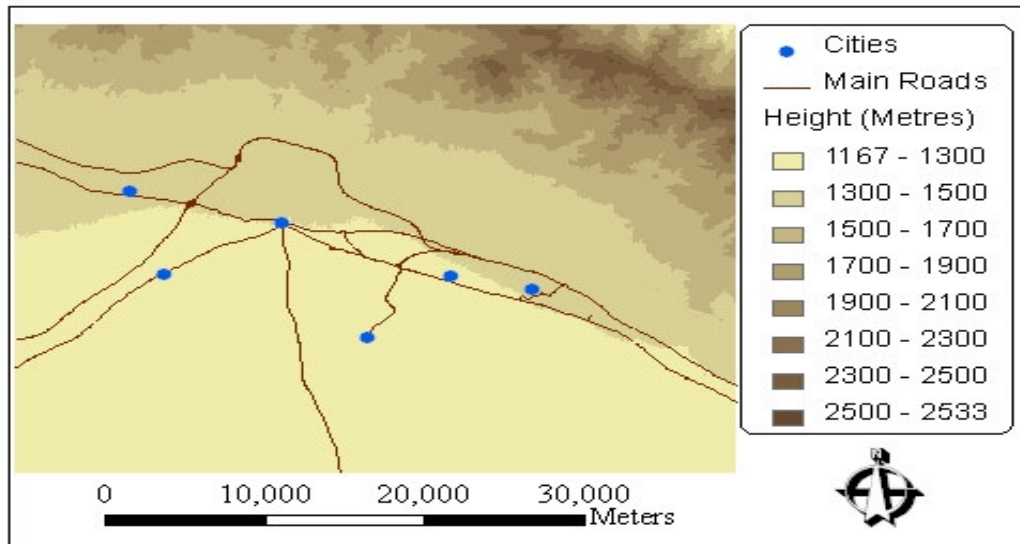 Cities
Main Roads
Height (Metres)
1167 - 1300
1300 - 1500
1500 - 1700
1700 - 1900
1900 - 2100
2100 - 2300
2300 - 2500
2500 - 2533
N
0 10,000 20,000 30,000
Meters